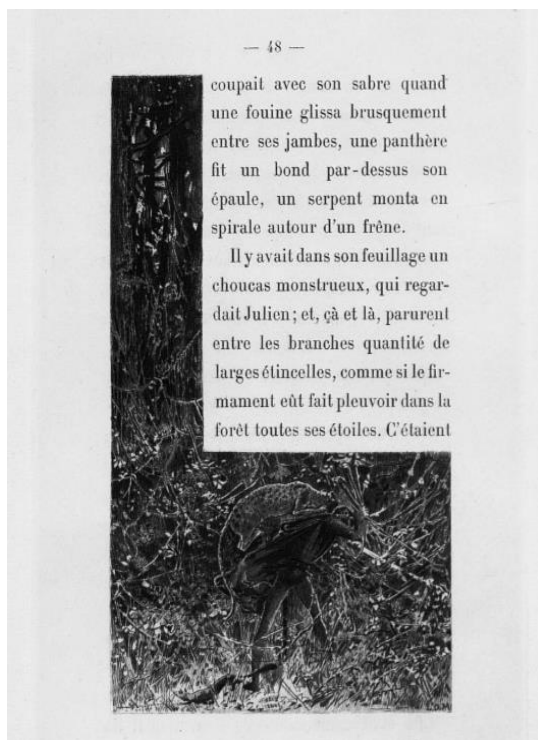 — 48 —
coupait avec son sabre quand
une fouine glissa brusquement
entre ses jambes, une panthère
fit un bond par-dessus son
épaule, un serpent monta en
spirale autour d'un frêne.
Il y avait dans son feuillage un
choucas monstrueux, qui regar-
dait Julien; et, çà et là, parurent
entre les branches quantité de
larges étincelles, comme si le fir-
mament eût fait pleuvoir dans la
forêt toutes ses étoiles. C'étaient